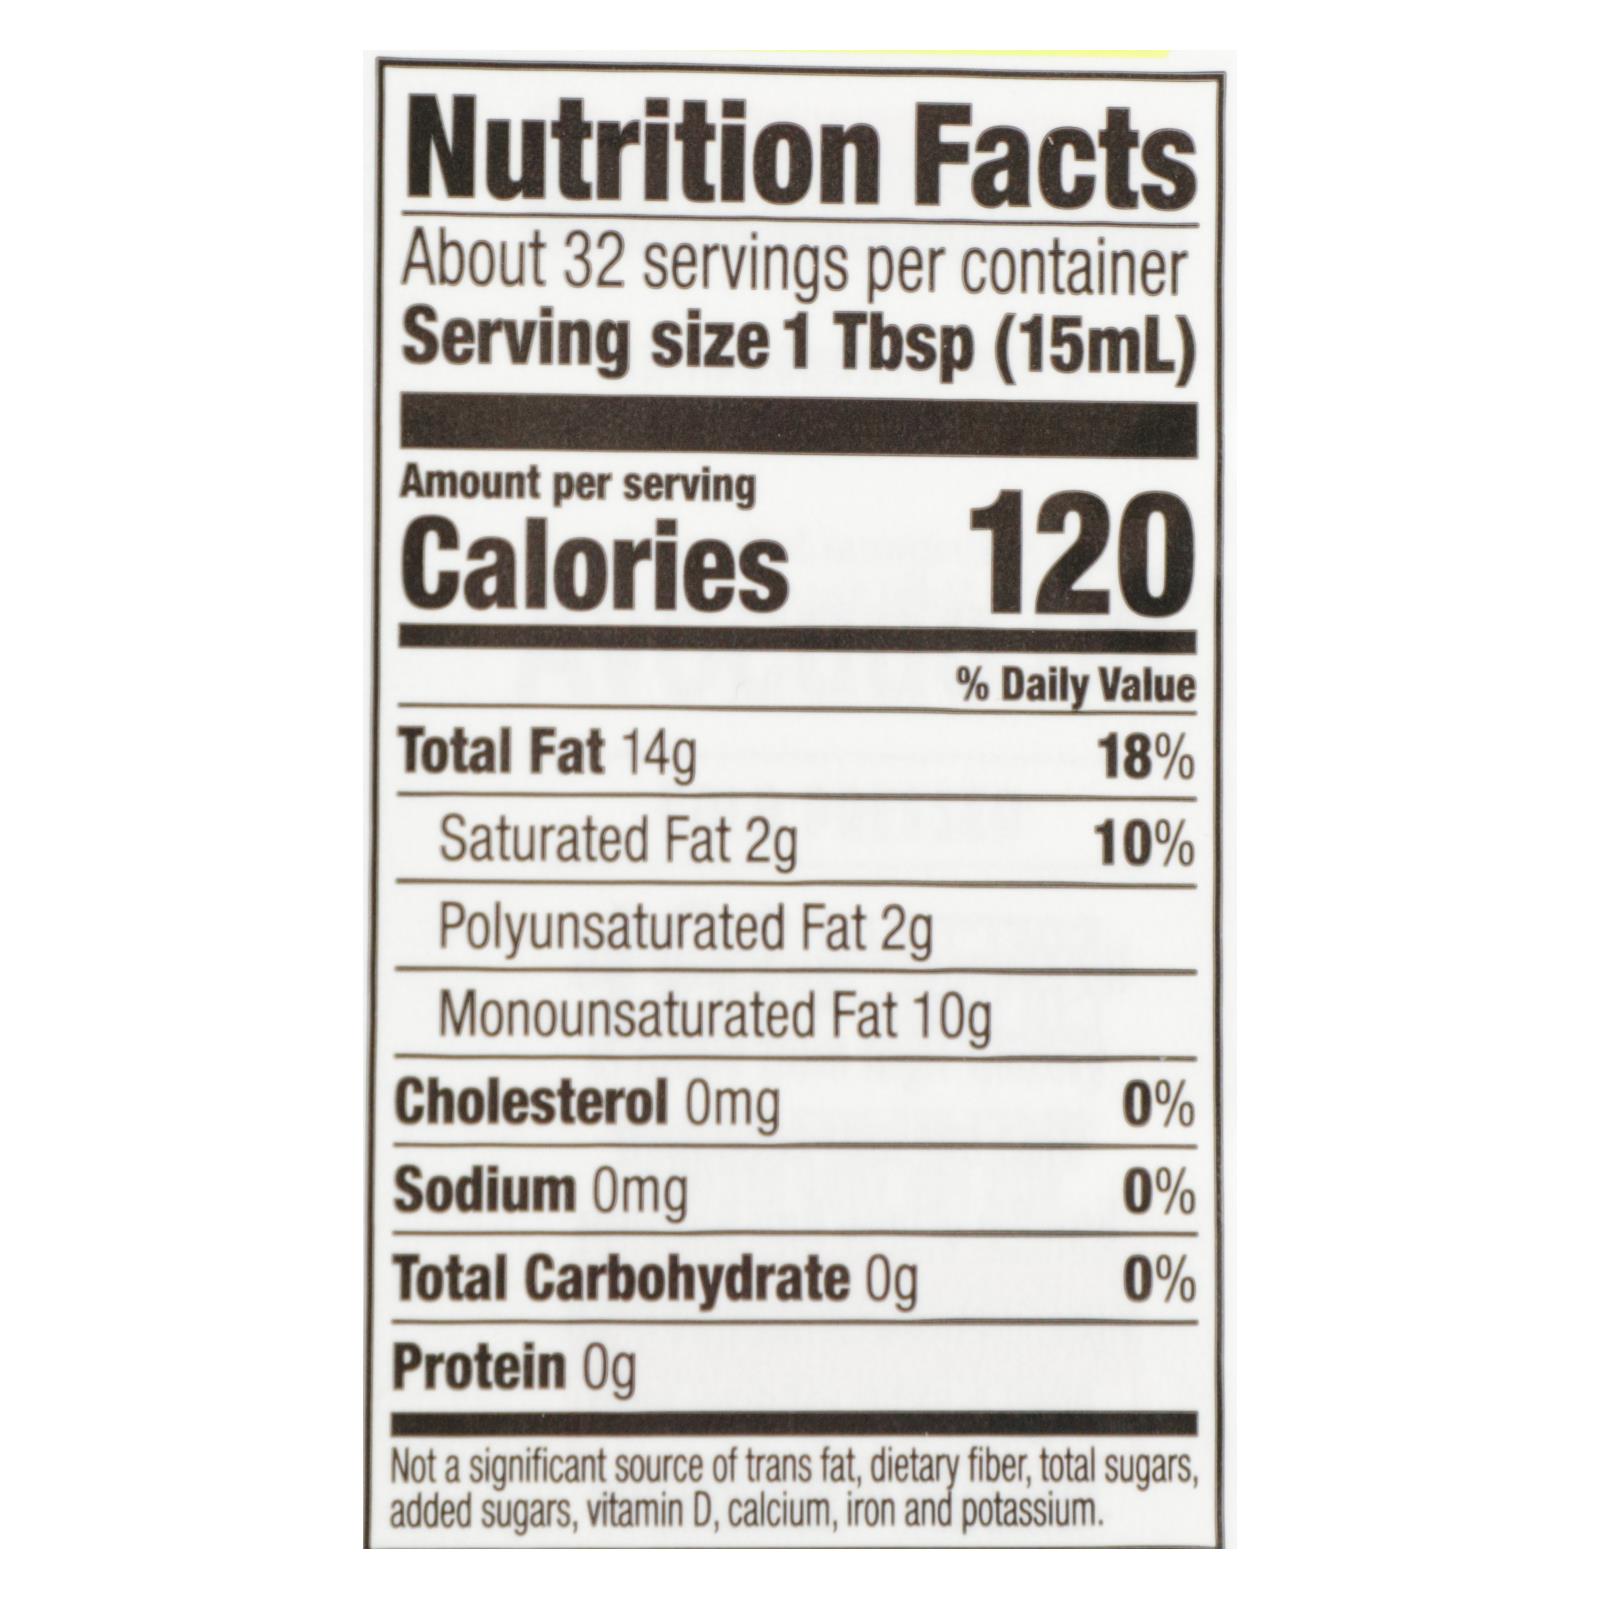 Nutrition Facts
About 32 servings per container
Serving size 1 Tbsp (15mL)
Amount per serving
Calories 120
% Daily Value
Total Fat 14g 18%
Saturated Fat 2g 10%
Polyunsaturated Fat 2g
Monounsaturated Fat 10g
Cholesterol 0mg 0%
Sodium 0mg 0%
Total Carbohydrate 0g 0%
Protein 0g
Not a significant source of trans fat, dietary fiber, total sugars,
added sugars, vitamin D, calcium, iron and potassium.